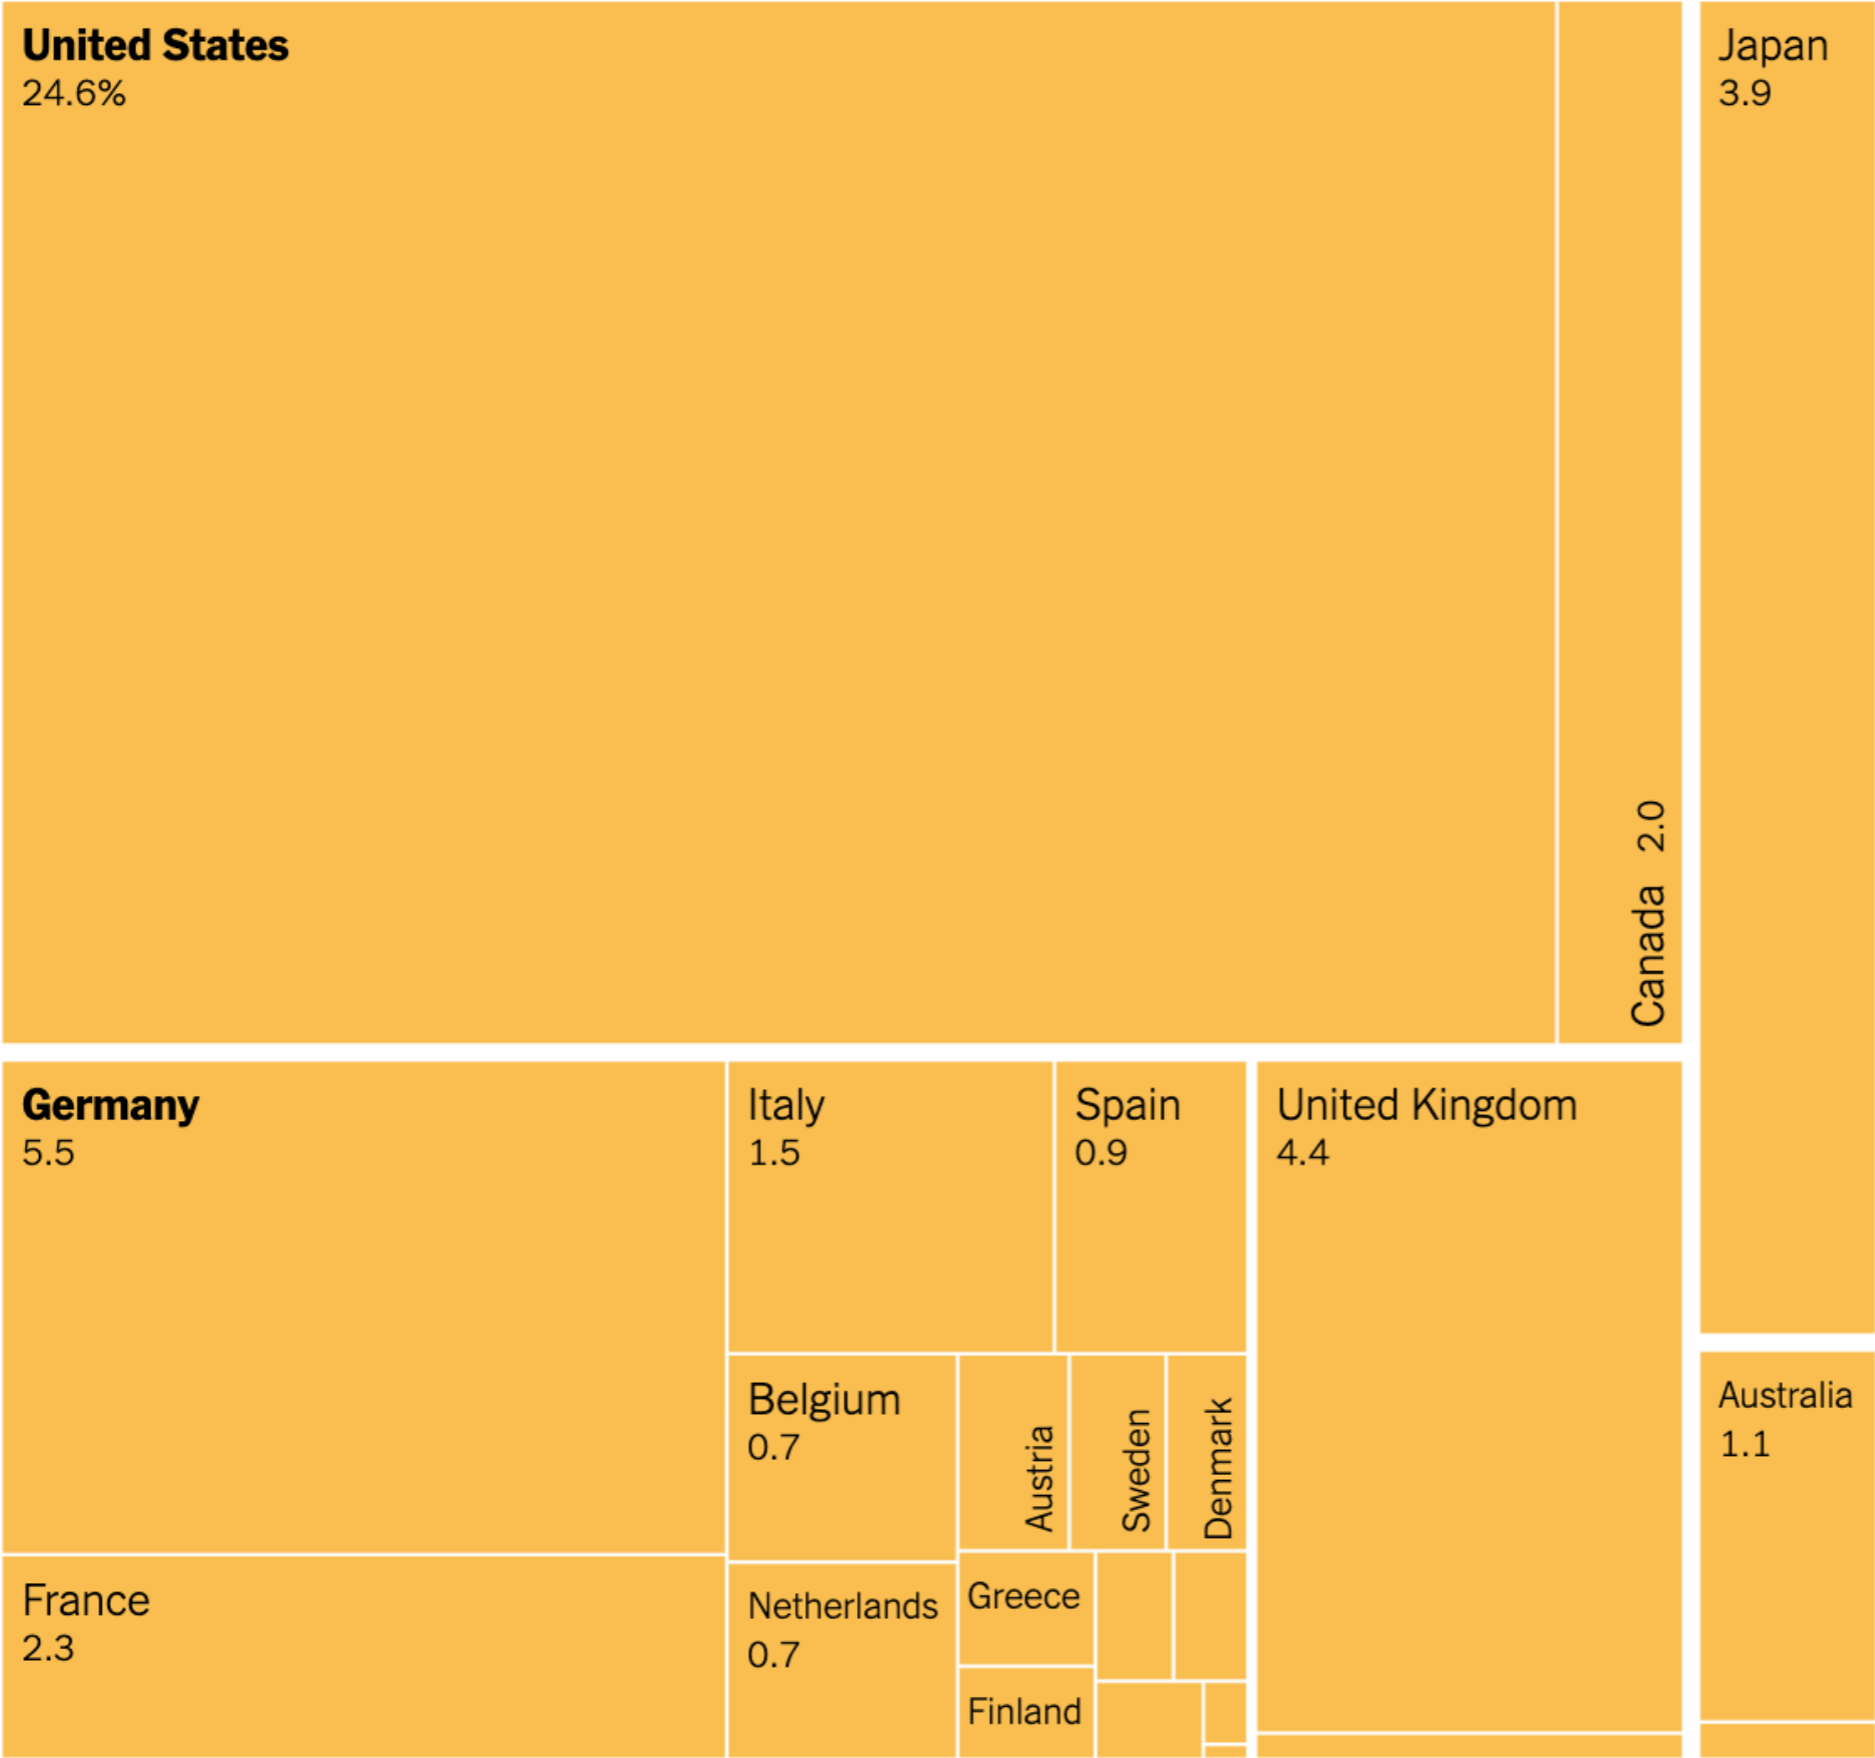 United States
24.6%
Canada 2.0
Japan
3.9
Germany
5.5
France
2.3
Italy
1.5
Spain
0.9
Belgium
0.7
Netherlands
0.7
Austria
Sweden
Denmark
Greece
Finland
United Kingdom
4.4
Australia
1.1